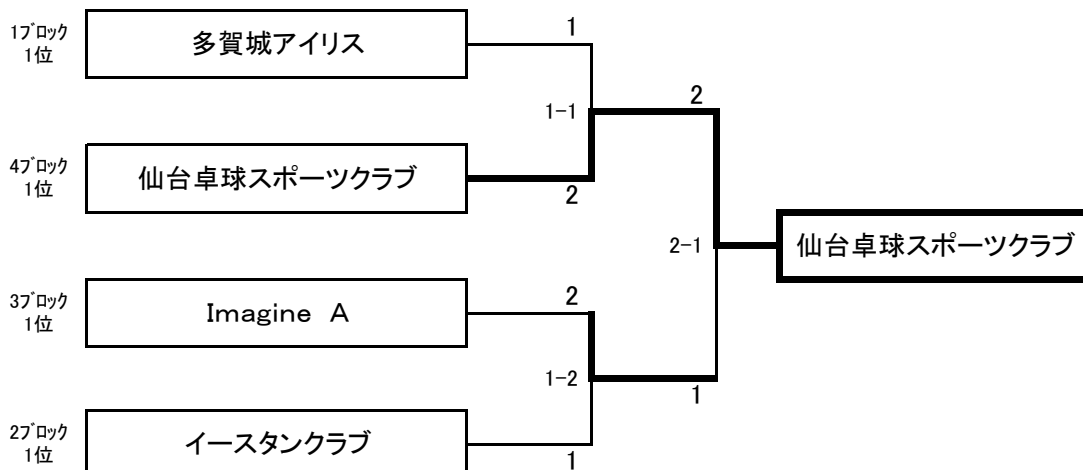 1ブロック
1位
多賀城アイリス
1
1-1
2
4ブロック
1位
仙台卓球スポーツクラブ
2
2-1
仙台卓球スポーツクラブ
3ブロック
1位
Imagine A
2
1-2
1
2ブロック
1位
イースタンクラブ
1